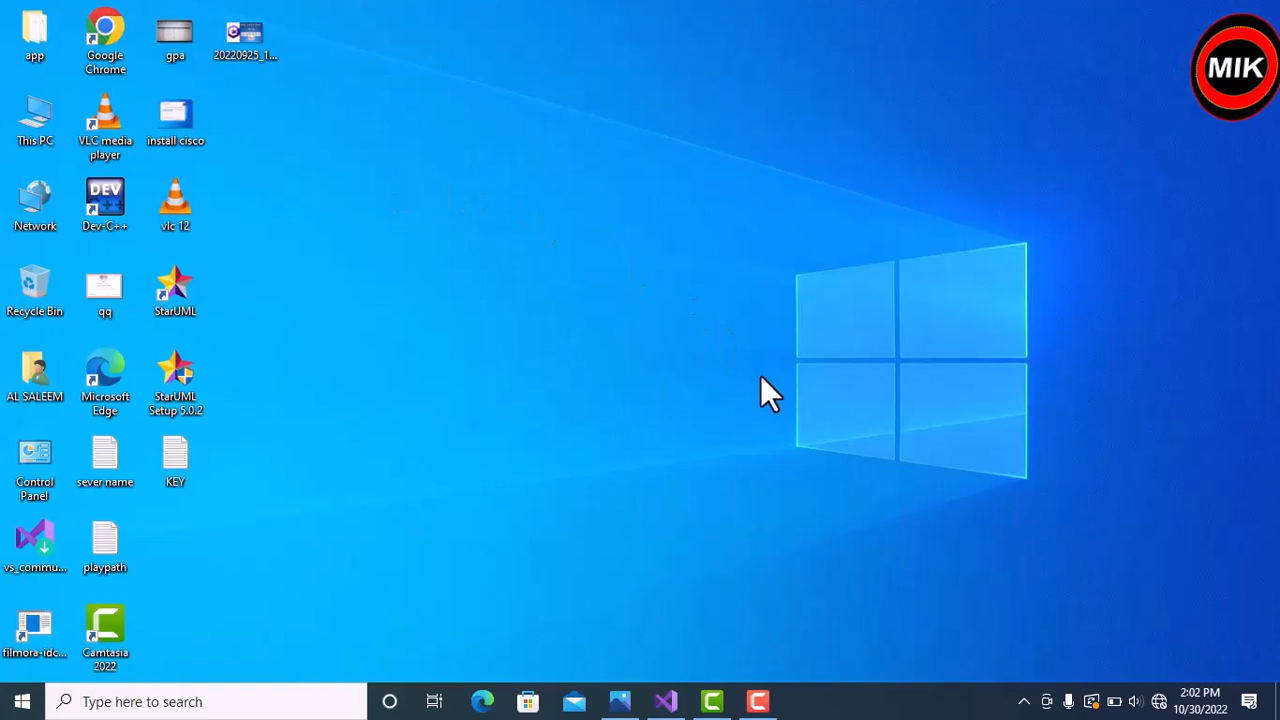 app
Google
Chrome
gpa
20220925_1...
MIK
This PC
VLC media
player
install cisco
DEV
C++
Network
Dev-C++
vlc 12
Recycle Bin
qq
StarUML
AL SALEEM
Microsoft
Edge
StarUML
Setup 5.0.2
Control
Panel
sever name
KEY
vs_commu...
playpath
filmora-idc...
Camtasia
2022
Type here to search
2:02 PM
10/30/2022